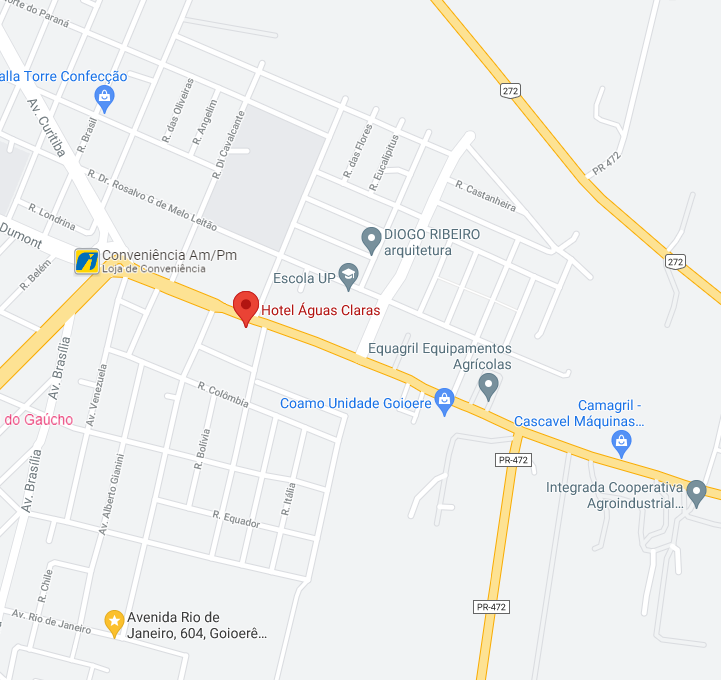 orte do Paraná
alla Torre Confecção
272
Av. Curitiba
R. Brasil
R. das Oliveiras
R. Angelim
R. DI Cavalcante
R. das Flores
R. Eucaliptus
PR 472
R. Castanheira
R. Dr. Rosalvo G de Melo Leitão
R. Londrina
Dumont
R. Belém
Conveniência Am/Pm
Loja de Conveniência
DIOGO RIBEIRO
arquitetura
272
Escola UP
Hotel Águas Claras
Equagril Equipamentos
Agrícolas
Av. Brasília
Av. Venezuela
R. Colômbia
Coamo Unidade Goioere
Camagril -
Cascavel Máquinas...
do Gaúcho
R. Bolivia
PR-472
Av. Brasília
Av. Alberto Gianini
R. Itália
R. Equador
Integrada Cooperativa
Agroindustrial...
R. Chile
PR-472
Av. Rio de Janeiro
Avenida Rio de
Janeiro, 604, Goioerê...